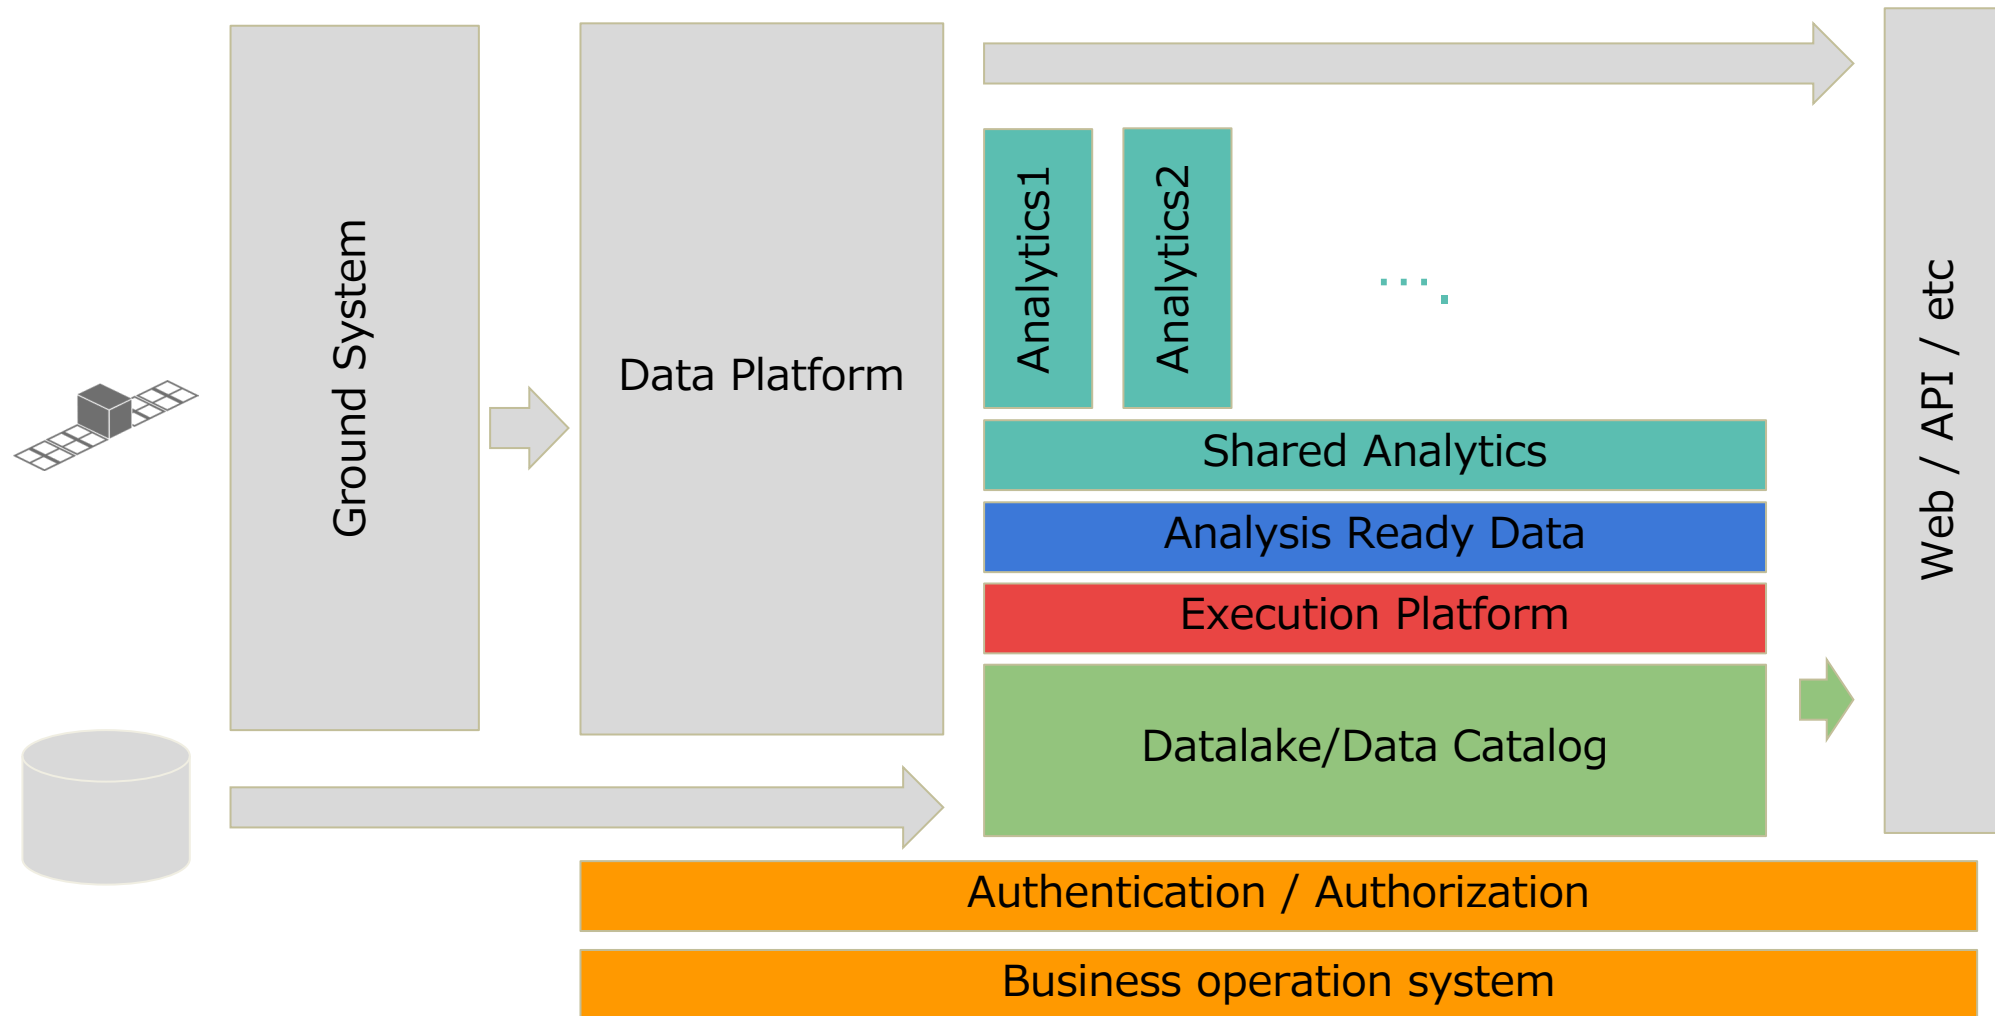 Ground System
Data Platform
Analytics1
Analytics2
….
Shared Analytics
Analysis Ready Data
Execution Platform
Datalake/Data Catalog
Web / API / etc
Authentication / Authorization
Business operation system